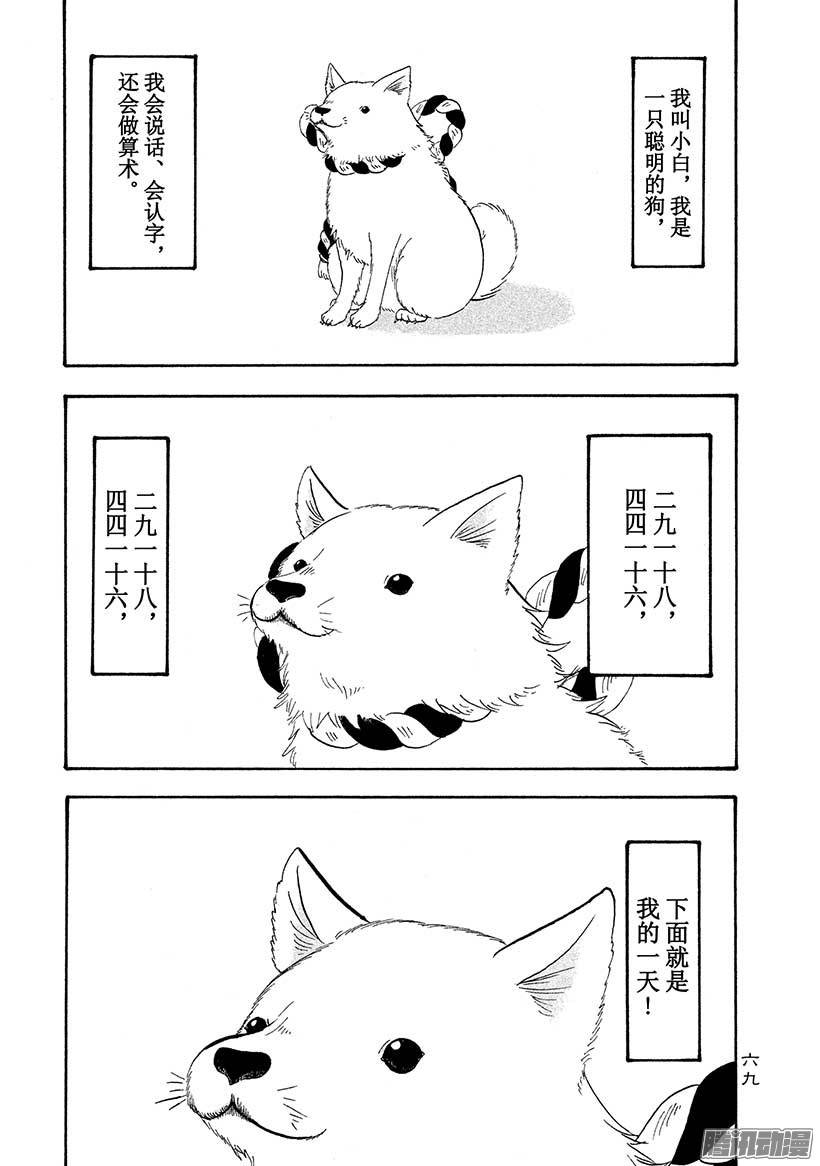 我叫小白，我是
一只聪明的狗，
我会说话、会认字，
还会做算术。
二九一十八，
四四一十六，
二九一十八，
四四一十六，
下面就是
我的一天！
六九
腾讯动漫